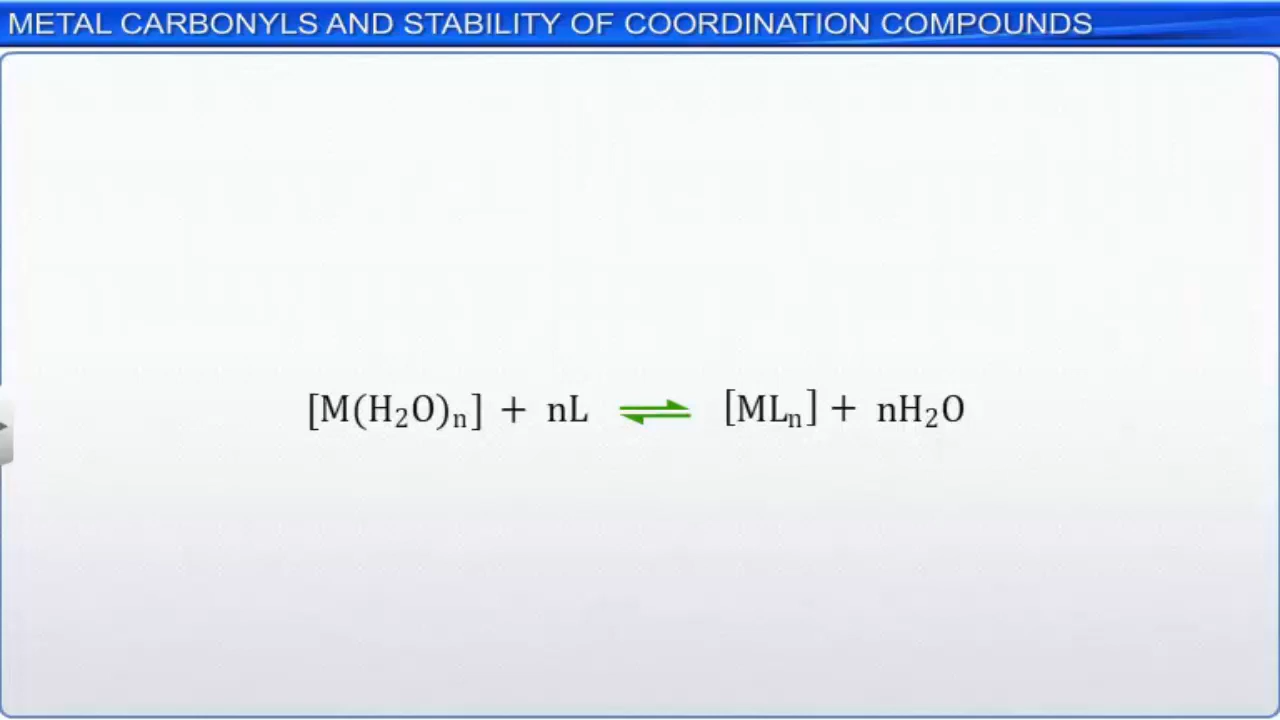 METAL CARBONYLS AND STABILITY OF COORDINATION COMPOUNDS
[M(H₂O)ₙ] + nL ⇌ [MLₙ] + nH₂O